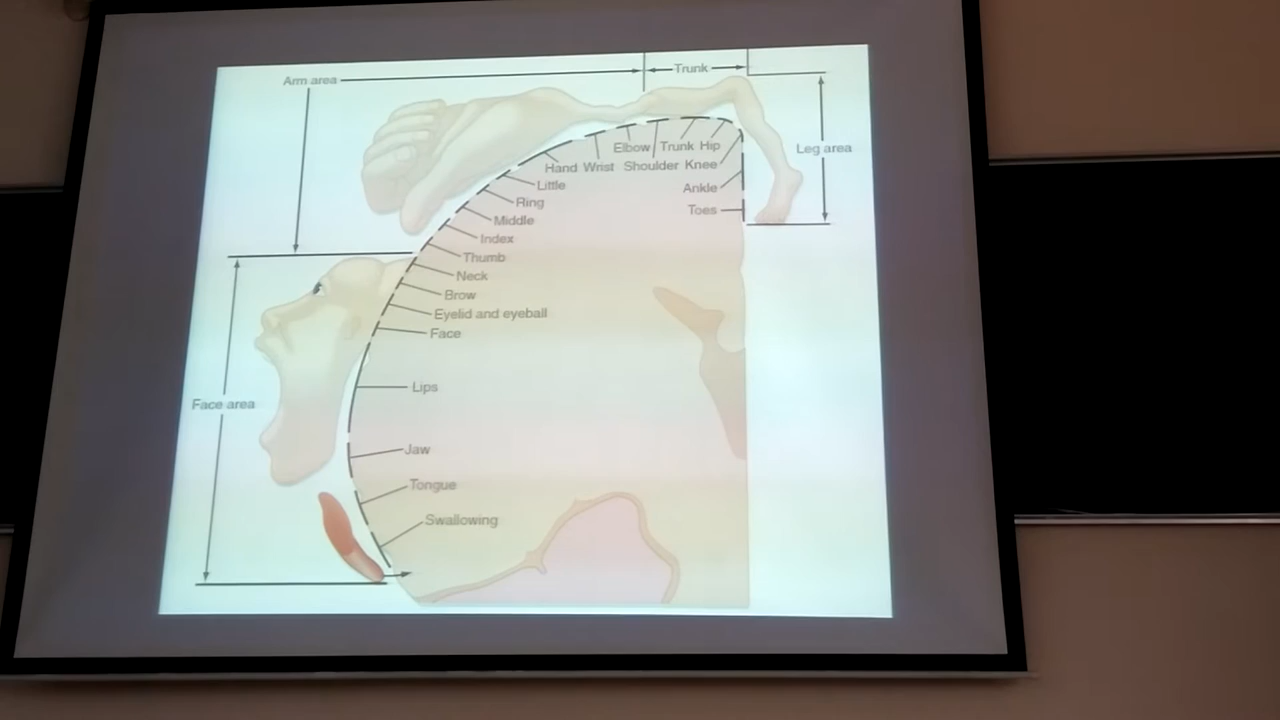 Arm area
Trunk
Leg area
Elbow Trunk Hip
Hand Wrist Shoulder Knee
Little
Ankle
Ring
Toes
Middle
Index
Thumb
Neck
Brow
Eyelid and eyeball
Face
Lips
Face area
Jaw
Tongue
Swallowing